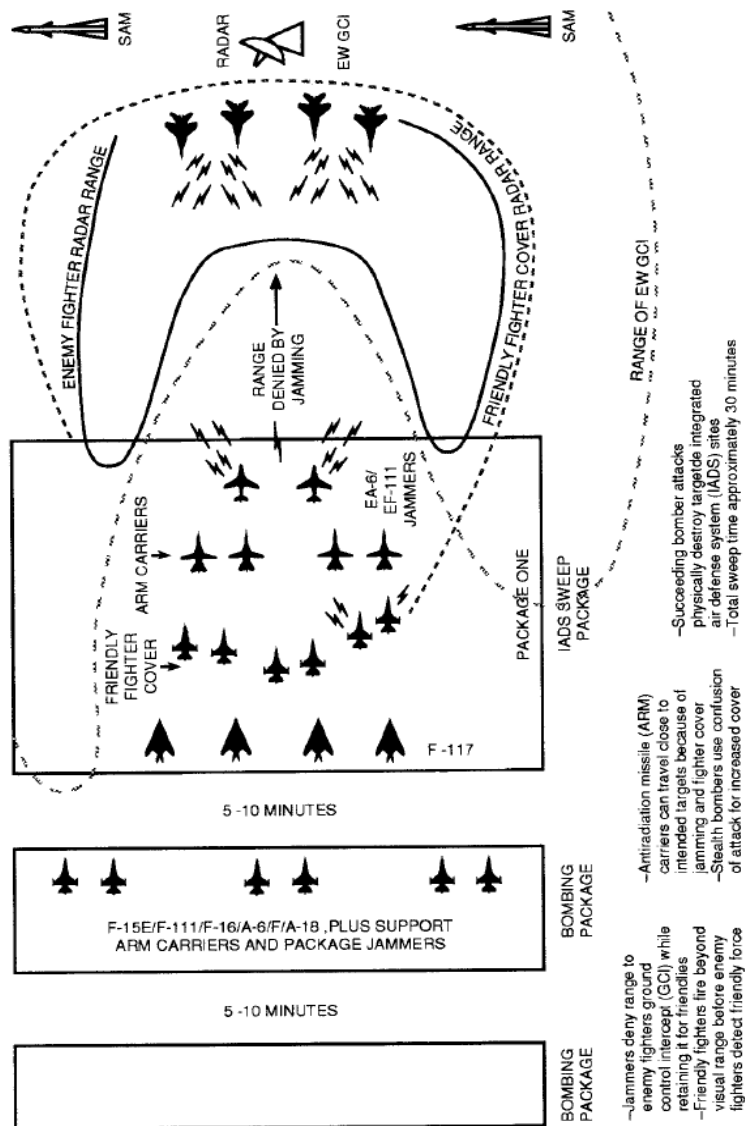 SAM
RADAR
EW GCI
SAM
ENEMY FIGHTER RADAR RANGE
FRIENDLY FIGHTER COVER RADAR RANGE
RANGE OF EW GCI
RANGE
DENIED BY
JAMMING
EA-6/
EF-111
JAMMERS
ARM CARRIERS
FRIENDLY
FIGHTER
COVER
F-117
PACKAGE ONE
IADS SWEEP
PACKAGE
5-10 MINUTES
F-15E/F-111/F-16/A-6/F/A-18, PLUS SUPPORT
ARM CARRIERS AND PACKAGE JAMMERS
BOMBING
PACKAGE
5-10 MINUTES
BOMBING
PACKAGE
–Jammers deny range to
enemy fighters ground
control intercept (GCI) while
retaining it for friendlies
–Friendly fighters fire beyond
visual range before enemy
fighters detect friendly force
–Antiradiation missile (ARM)
carriers can travel close to
intended targets because of
jamming and fighter cover
–Stealth bombers use confusion
of attack for increased cover
–Succeeding bomber attacks
physically destroy targetde integrated
air defense system (IADS) sites
–Total sweep time approximately 30 minutes